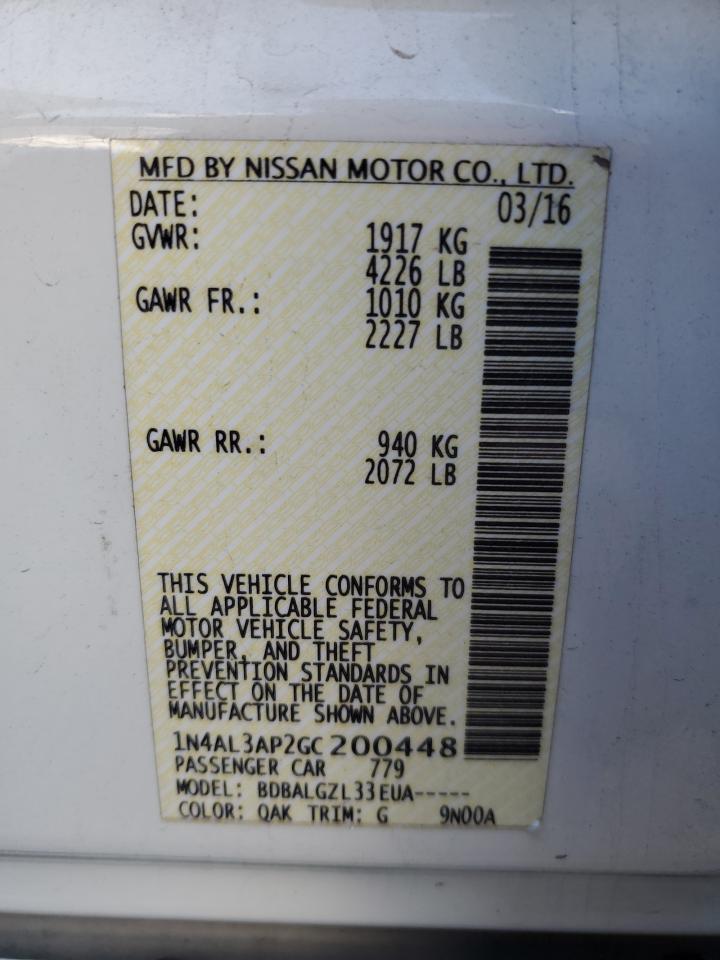 MFD BY NISSAN MOTOR CO., LTD.
DATE: 03/16
GVWR: 1917 KG
4226 LB
GAWR FR.: 1010 KG
2227 LB
GAWR RR.: 940 KG
2072 LB
THIS VEHICLE CONFORMS TO
ALL APPLICABLE FEDERAL
MOTOR VEHICLE SAFETY,
BUMPER, AND THEFT
PREVENTION STANDARDS IN
EFFECT ON THE DATE OF
MANUFACTURE SHOWN ABOVE.
1N4AL3AP2GC200448
PASSENGER CAR 779
MODEL: BDBALGZL33EUA-----
COLOR: QAK TRIM: G 9N00A